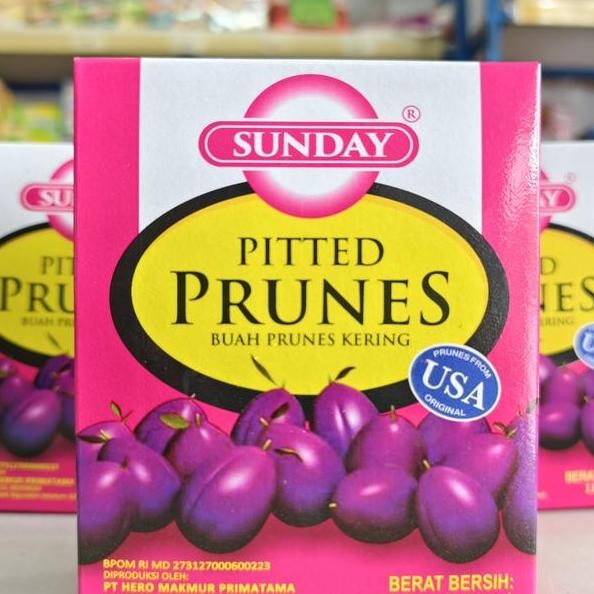 SUNDAY®
PITTED
PRUNES
BUAH PRUNES KERING
PRUNES FROM
USA
ORIGINAL
BPOM RI MD 273127000600223
DIPRODUKSI OLEH:
PT HERO MAKMUR PRIMATAMA
BERAT BERSIH: